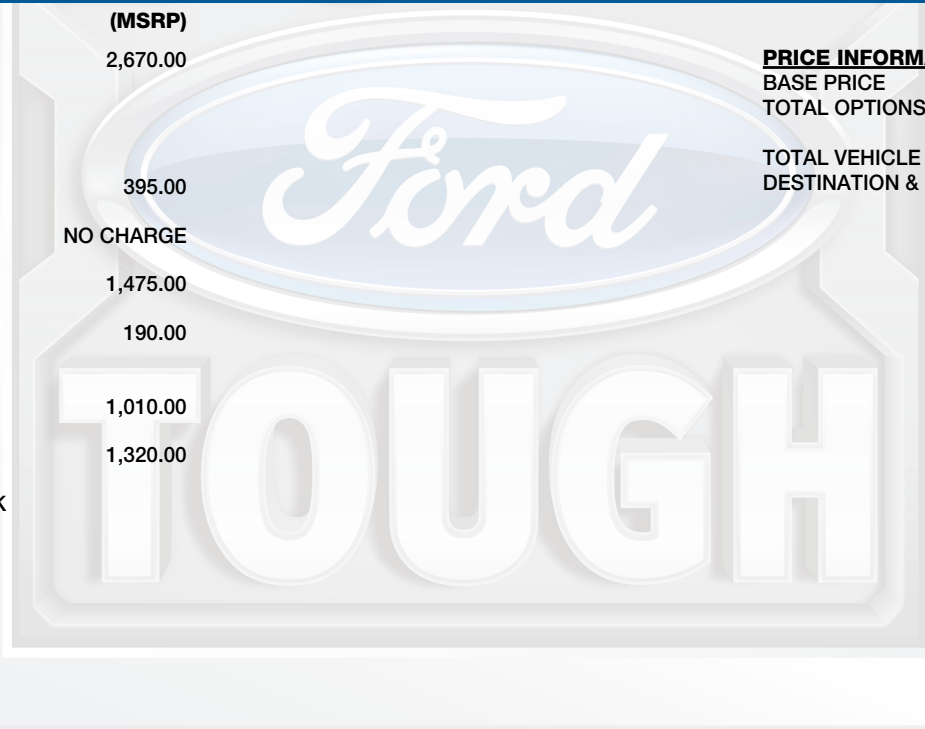 (MSRP)
2,670.00
395.00
NO CHARGE
1,475.00
190.00
1,010.00
1,320.00
K
PRICE INFORM
BASE PRICE
TOTAL OPTIONS
TOTAL VEHICLE
DESTINATION &
Ford
TOUGH